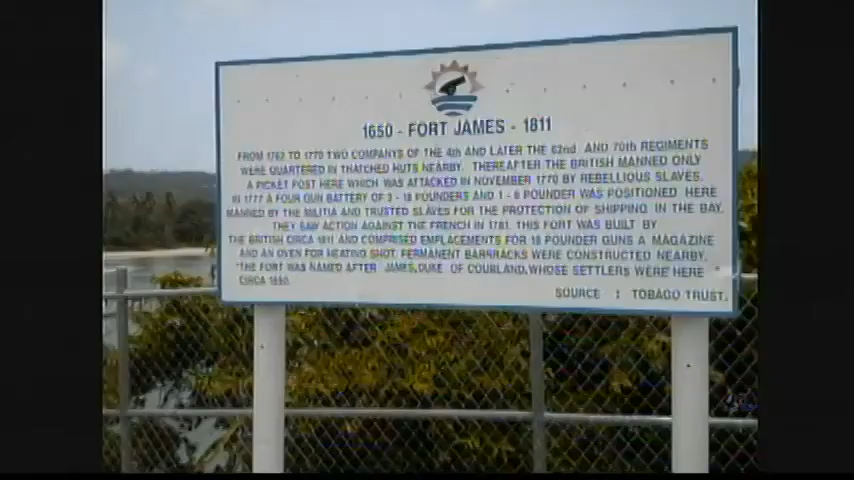 1650 - FORT JAMES - 1811
FROM 1762 TO 1770 TWO COMPANYS OF THE 4th AND LATER THE 62nd AND 70th REGIMENTS
WERE QUARTERED IN THATCHED HUTS NEARBY. THEREAFTER THE BRITISH MANNED ONLY
A PICKET POST HERE WHICH WAS ATTACKED IN NOVEMBER 1770 BY REBELLIOUS SLAVES.
IN 1777 A FOUR GUN BATTERY OF 3 - 18 POUNDERS AND 1 - 6 POUNDER WAS POSITIONED HERE
MANNED BY THE MILITIA AND TRUSTED SLAVES FOR THE PROTECTION OF SHIPPING IN THE BAY.
THEY SAW ACTION AGAINST THE FRENCH IN 1781. THIS FORT WAS BUILT BY
THE BRITISH CIRCA 1811 AND COMPRISED EMPLACEMENTS FOR 18 POUNDER GUNS A MAGAZINE
AND AN OVEN FOR HEATING SHOT. PERMANENT BARRRACKS WERE CONSTRUCTED NEARBY.
"THE FORT WAS NAMED AFTER JAMES, DUKE OF COURLAND, WHOSE SETTLERS WERE HERE "
CIRCA 1650.
SOURCE : TOBAGO TRUST.